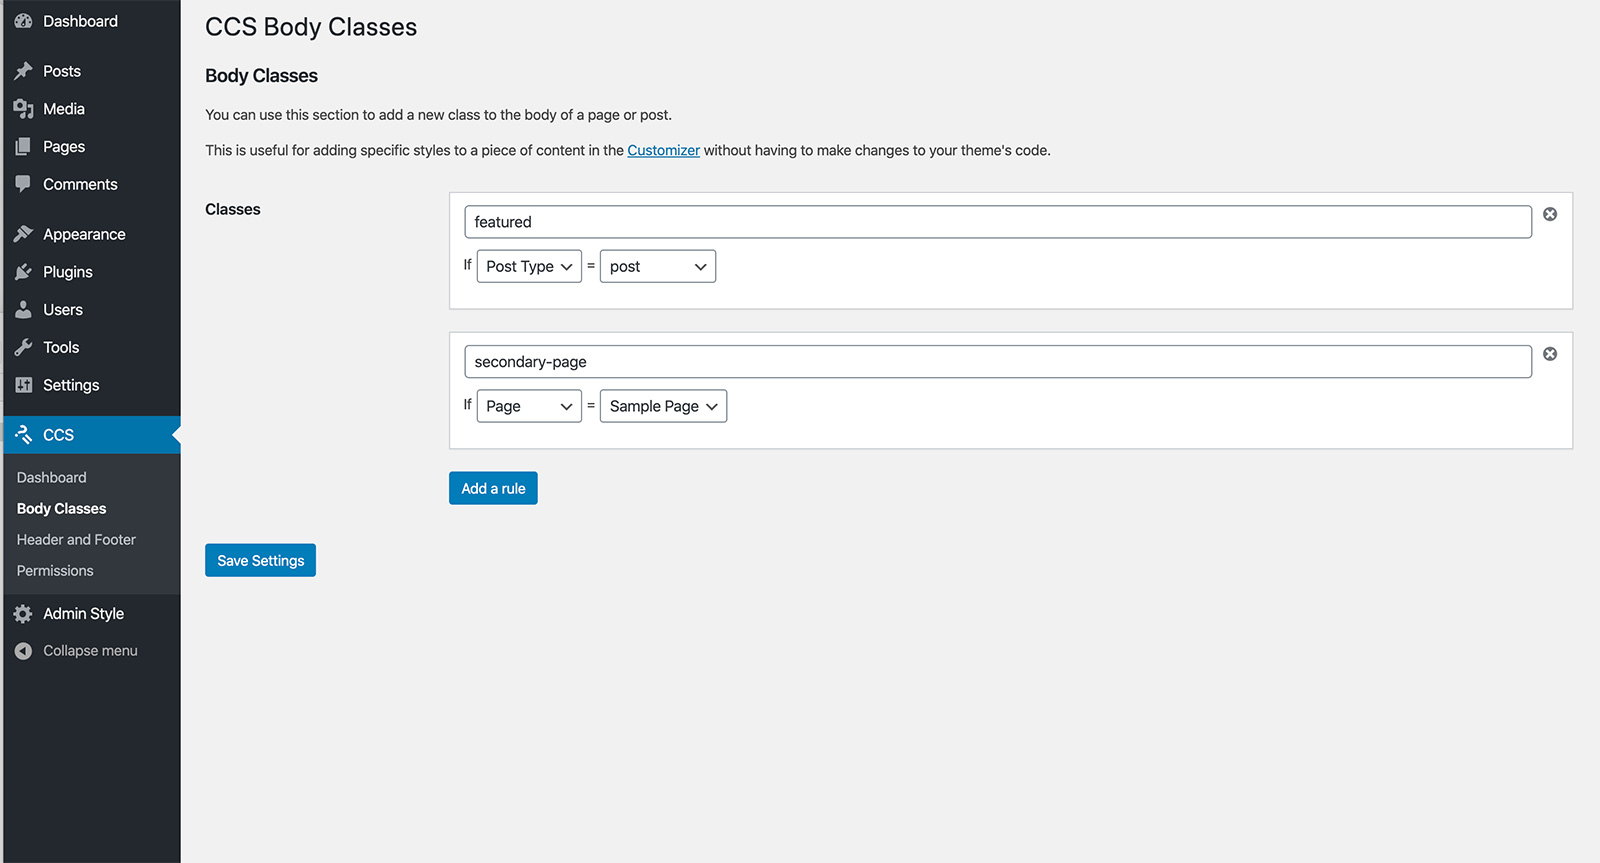 Dashboard
Posts
Media
Pages
Comments
Appearance
Plugins
Users
Tools
Settings
CCS
Dashboard
Body Classes
Header and Footer
Permissions
Admin Style
Collapse menu
CCS Body Classes
Body Classes
You can use this section to add a new class to the body of a page or post.
This is useful for adding specific styles to a piece of content in the Customizer without having to make changes to your theme's code.
Classes
featured
If Post Type = post
secondary-page
If Page = Sample Page
Add a rule
Save Settings